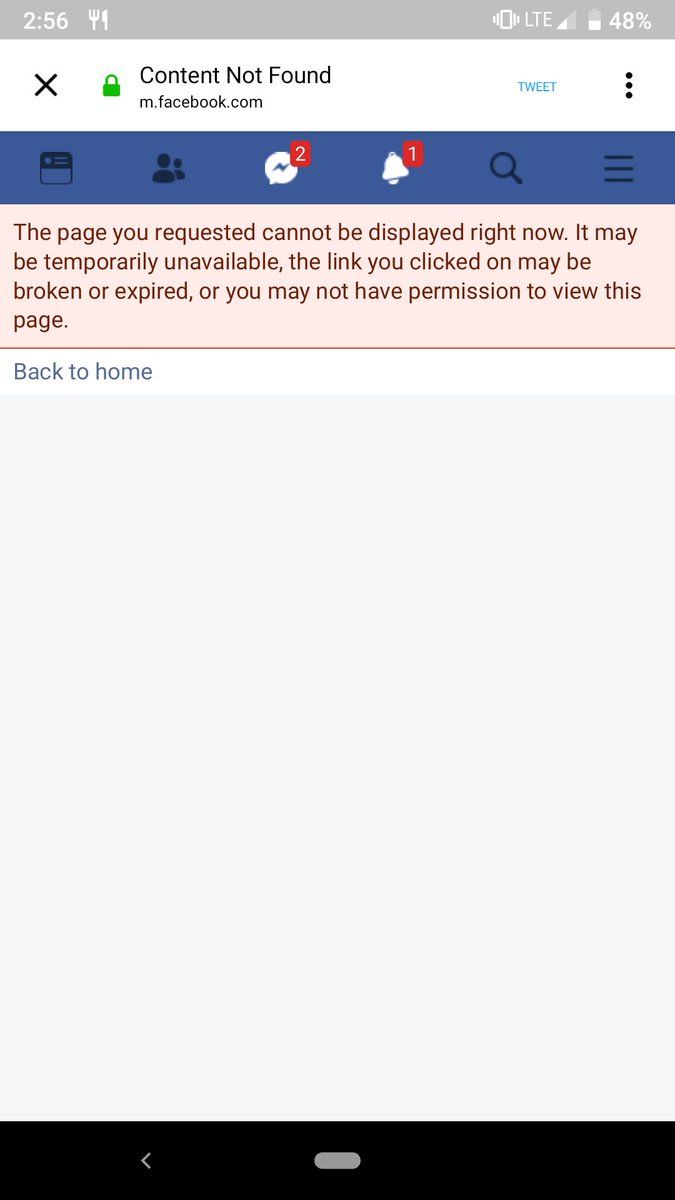 2:56 LTE 48%
Content Not Found
m.facebook.com
TWEET
2 1
The page you requested cannot be displayed right now. It may
be temporarily unavailable, the link you clicked on may be
broken or expired, or you may not have permission to view this
page.
Back to home